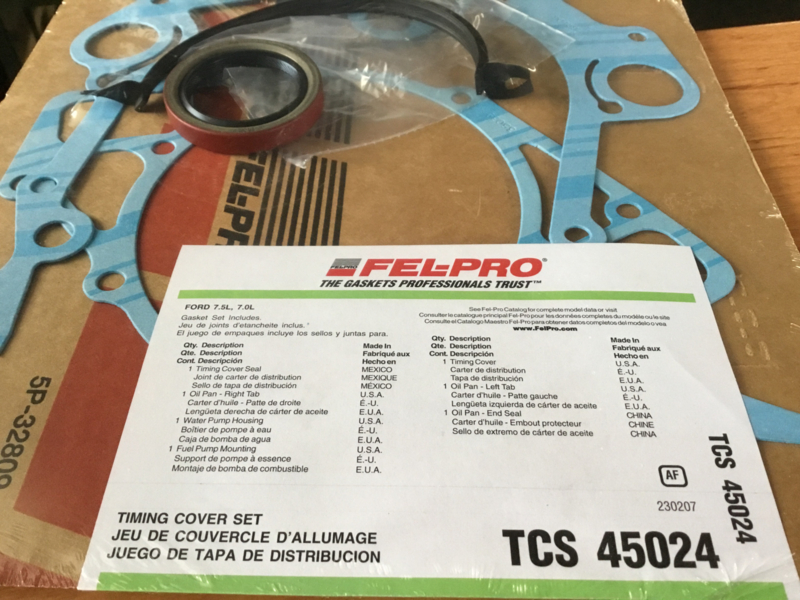 FEL-PRO
5P-32809
FEL-PRO®
THE GASKETS PROFESSIONALS TRUST™
FORD 7.5L, 7.0L
Gasket Set Includes.
Jeu de joints d'etancheite inclus.
El juego de empaques incluye los sellos y juntas para.
See Fel-Pro Catalog for complete model data or visit
Consulter le catalogue principal Fel-Pro pour les données complètes du modèle ou le site
Consulte el Catalogo Maestro Fel-Pro para obtener datos completos del modelo o vea
www.FelPro.com
Qty. Description Made In
Qte. Description Fabriqué aux
Cont. Descripción Hecho en
1 Timing Cover Seal MEXICO
Joint de carter de distribution MEXIQUE
Sello de tapa de distribución MÉXICO
1 Oil Pan - Right Tab U.S.A.
Carter d'huile - Patte de droite É.-U.
Lengüeta derecha de cárter de aceite E.U.A.
1 Water Pump Housing U.S.A.
Boîtier de pompe à eau É.-U.
Caja de bomba de agua E.U.A.
1 Fuel Pump Mounting U.S.A.
Support de pompe à essence É.-U.
Montaje de bomba de combustible E.U.A.
Qty. Description Made In
Qte. Description Fabriqué aux
Cont. Descripción Hecho en
1 Timing Cover U.S.A.
Carter de distribution É.-U.
Tapa de distribución E.U.A.
1 Oil Pan - Left Tab U.S.A.
Carter d'huile - Patte gauche É.-U.
Lengüeta izquierda de cárter de aceite E.U.A.
1 Oil Pan - End Seal CHINA
Carter d'huile - Embout protecteur CHINE
Sello de extremo de cárter de aceite CHINA
AF
230207
TCS 45024
TIMING COVER SET
JEU DE COUVERCLE D'ALLUMAGE
JUEGO DE TAPA DE DISTRIBUCIÓN
TCS 45024